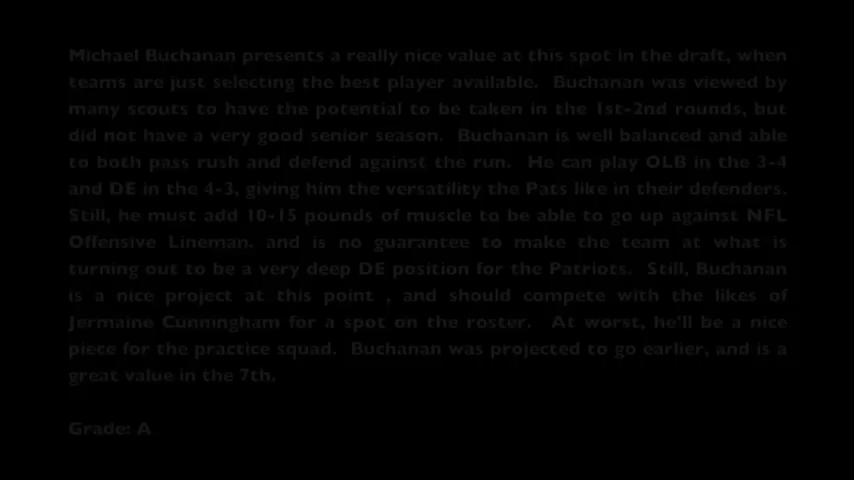 Michael Buchanan presents a really nice value at this spot in the draft, when
teams are just selecting the best player available.  Buchanan was viewed by
many scouts to have the potential to be taken in the 1st-2nd rounds, but
did not have a very good senior season.  Buchanan is well balanced and able
to both pass rush and defend against the run.  He can play OLB in the 3-4
and DE in the 4-3, giving him the versatility the Pats like in their defenders.
Still, he must add 10-15 pounds of muscle to be able to go up against NFL
Offensive Lineman. and is no guarantee to make the team at what is
turning out to be a very deep DE position for the Patriots.  Still, Buchanan
is a nice project at this point , and should compete with the likes of
Jermaine Cunningham for a spot on the roster.  At worst, he'll be a nice
piece for the practice squad.  Buchanan was projected to go earlier, and is a
great value in the 7th.
Grade: A